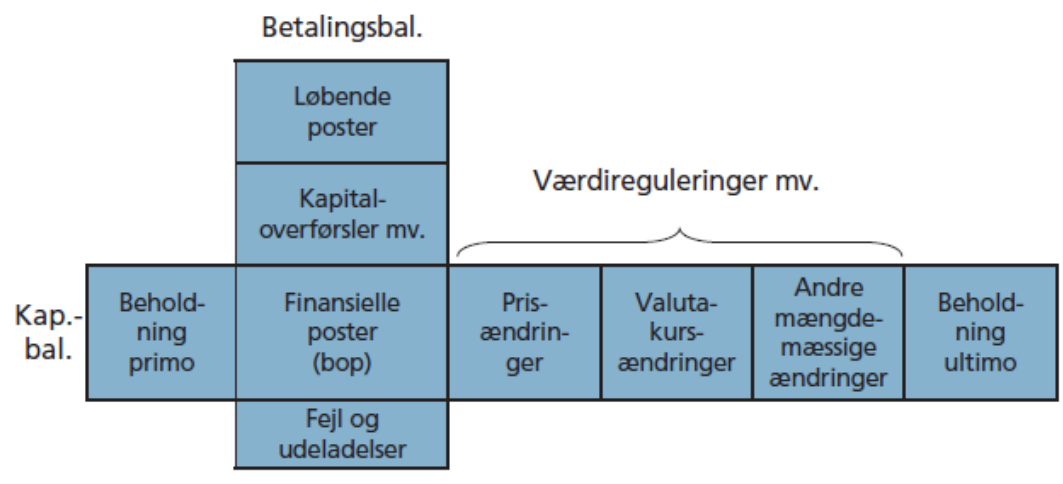 Betalingsbal.
Løbende
poster
Kapital-
overførsler mv.
Værdireguleringer mv.
Kap.-
bal.
Behold-
ning
primo
Finansielle
poster
(bop)
Pris-
ændrin-
ger
Valuta-
kurs-
ændringer
Andre
mængde-
mæssige
ændringer
Behold-
ning
ultimo
Fejl og
udeladelser